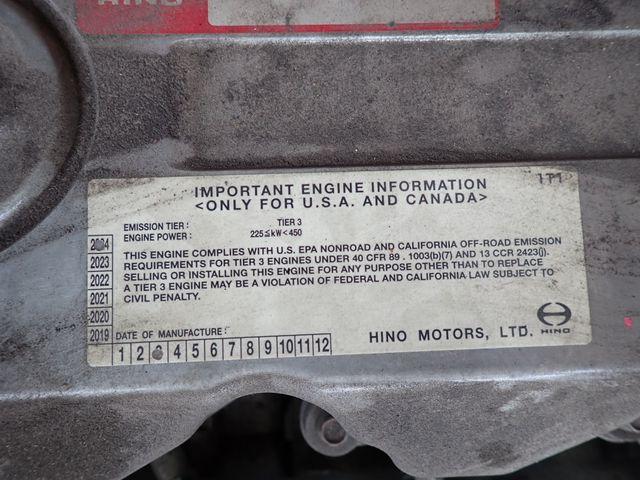 HINO
1T1
IMPORTANT ENGINE INFORMATION
<ONLY FOR U.S.A. AND CANADA>
EMISSION TIER: TIER 3
ENGINE POWER: 225≤kW<450
THIS ENGINE COMPLIES WITH U.S. EPA NONROAD AND CALIFORNIA OFF-ROAD EMISSION
REQUIREMENTS FOR TIER 3 ENGINES UNDER 40 CFR 89 . 1003(b)(7) AND 13 CCR 2423(j).
SELLING OR INSTALLING THIS ENGINE FOR ANY PURPOSE OTHER THAN TO REPLACE
A TIER 3 ENGINE MAY BE A VIOLATION OF FEDERAL AND CALIFORNIA LAW SUBJECT TO
CIVIL PENALTY.
2024
2023
2022
2021
2020
2019
DATE OF MANUFACTURE:
1 2 3 4 5 6 7 8 9 10 11 12
HINO MOTORS, LTD.
HINO